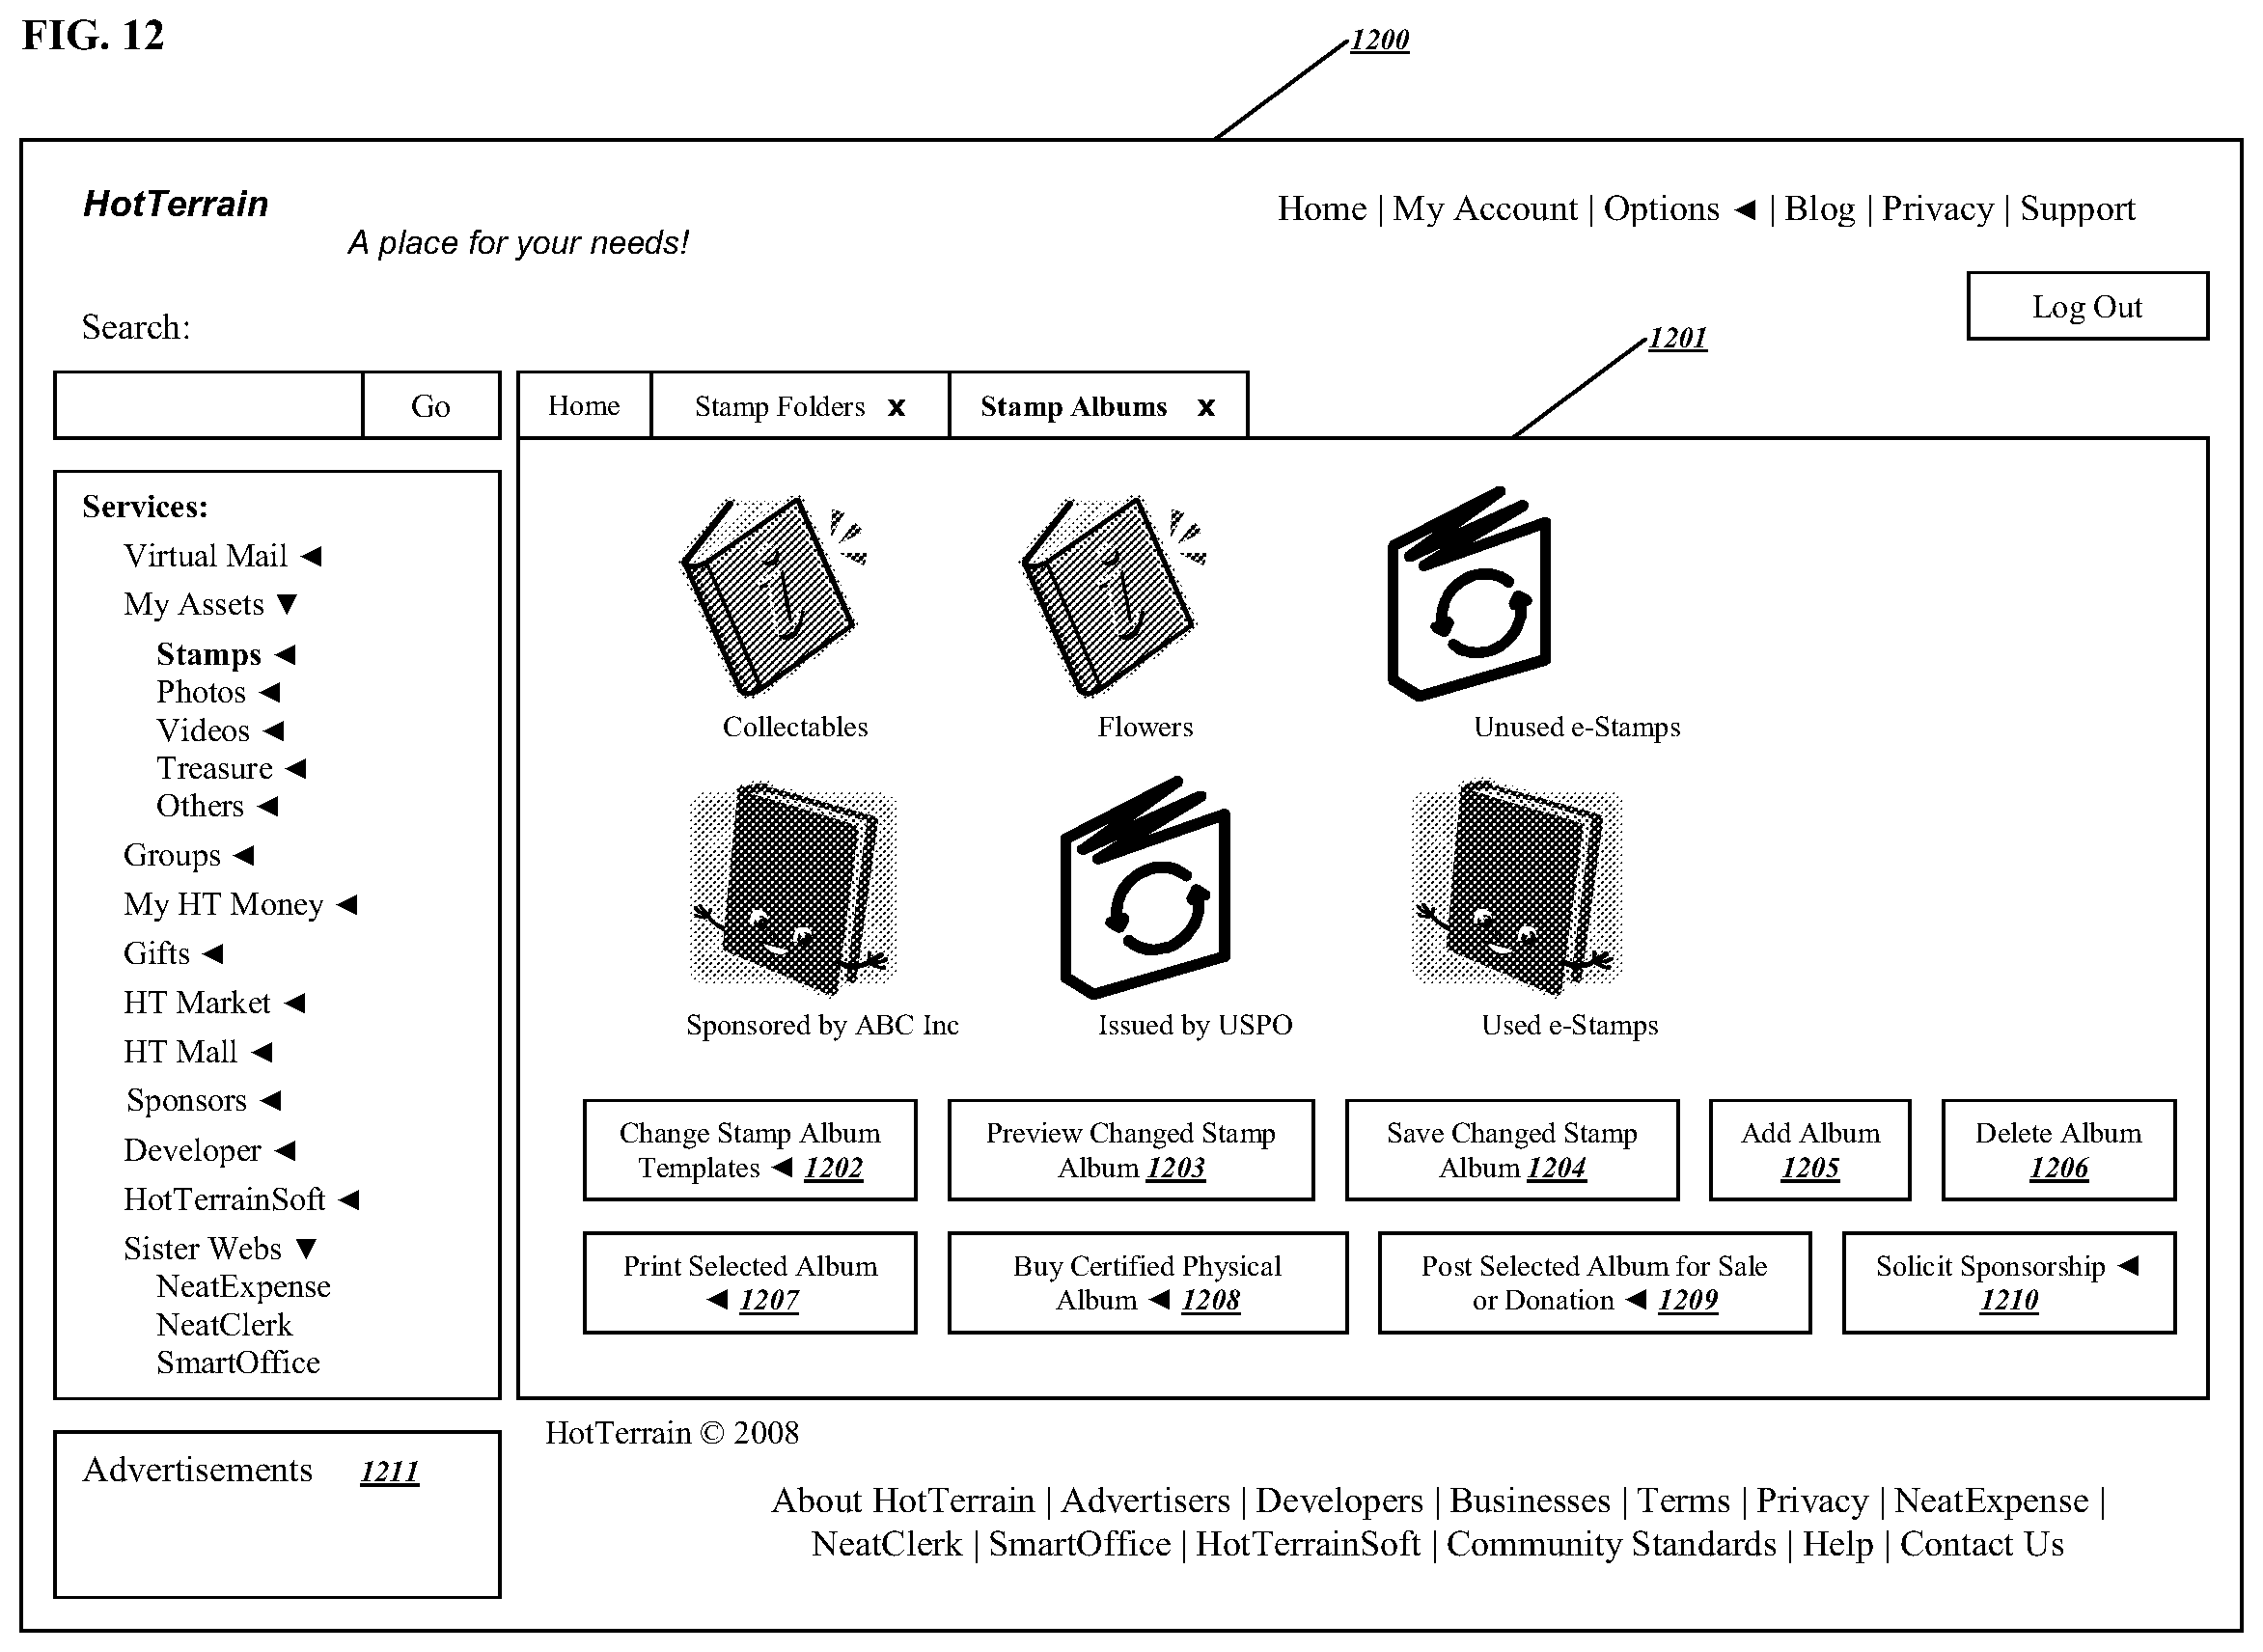 FIG. 12
1200
HotTerrain
A place for your needs!
Home | My Account | Options ◄ | Blog | Privacy | Support
Log Out
Search:
Go
1201
Home
Stamp Folders x
Stamp Albums x
Services:
Virtual Mail ◄
My Assets ▼
Stamps ◄
Photos ◄
Videos ◄
Treasure ◄
Others ◄
Groups ◄
My HT Money ◄
Gifts ◄
HT Market ◄
HT Mall ◄
Sponsors ◄
Developer ◄
HotTerrainSoft ◄
Sister Webs ▼
NeatExpense
NeatClerk
SmartOffice
Collectables
Flowers
Unused e-Stamps
Sponsored by ABC Inc
Issued by USPO
Used e-Stamps
Change Stamp Album
Templates ◄ 1202
Preview Changed Stamp
Album 1203
Save Changed Stamp
Album 1204
Add Album
1205
Delete Album
1206
Print Selected Album
◄ 1207
Buy Certified Physical
Album ◄ 1208
Post Selected Album for Sale
or Donation ◄ 1209
Solicit Sponsorship ◄
1210
Advertisements 1211
HotTerrain © 2008
About HotTerrain | Advertisers | Developers | Businesses | Terms | Privacy | NeatExpense |
NeatClerk | SmartOffice | HotTerrainSoft | Community Standards | Help | Contact Us